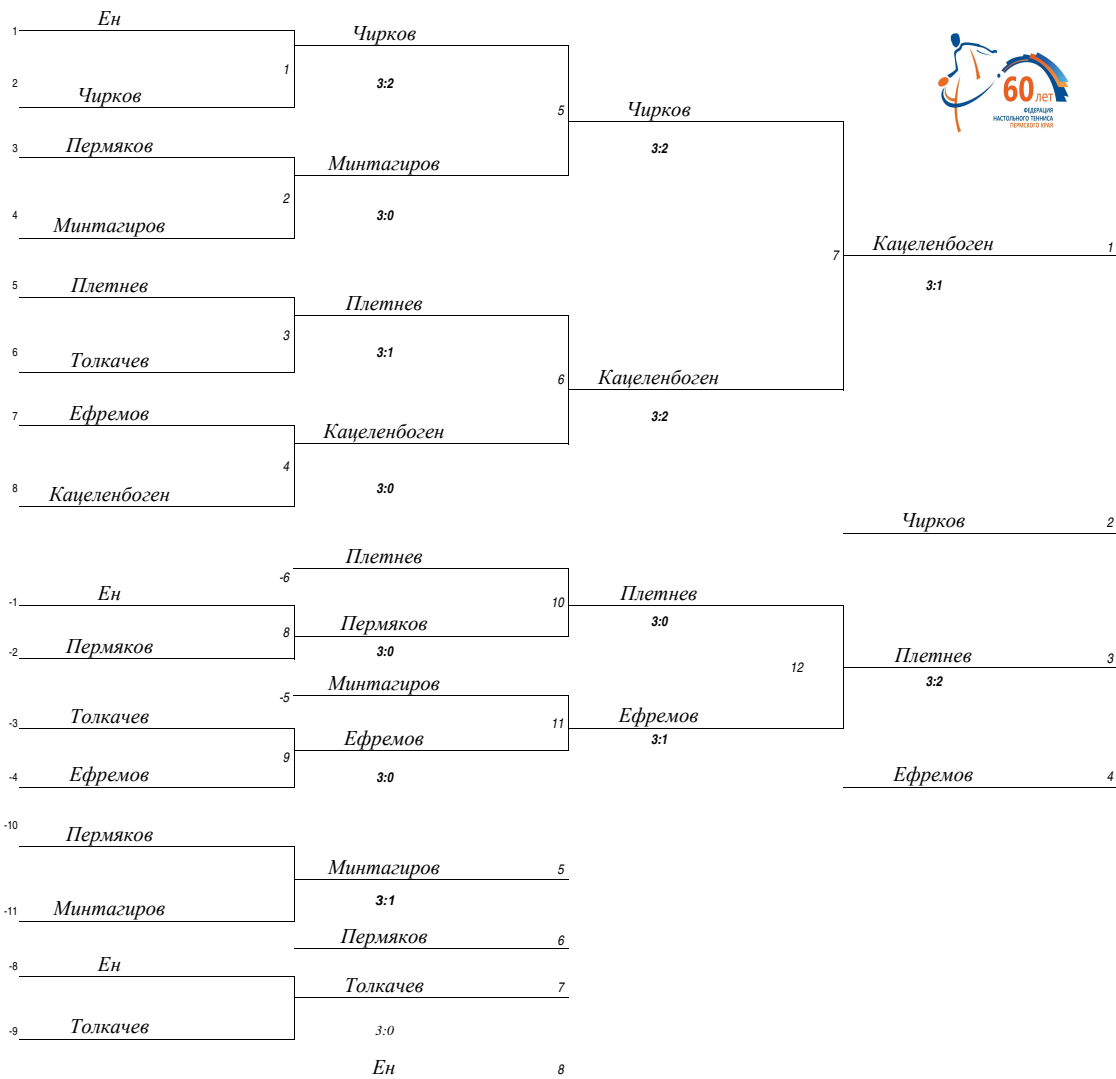 Ен
1
Чирков
1
3:2
2
Чирков
5
Чирков
3
Пермяков
3:2
Минтагиров
2
4
Минтагиров
3:0
60 лет
ФЕДЕРАЦИЯ
НАСТОЛЬНОГО ТЕННИСА
ПЕРМСКОГО КРАЯ
7
Кацеленбоген
1
3:1
5
Плетнев
Плетнев
3
3:1
6
Толкачев
6
Кацеленбоген
3:2
7
Ефремов
Кацеленбоген
4
8
Кацеленбоген
3:0
Чирков
2
Плетнев
-6
-1
Ен
10
Плетнев
3:0
8
Пермяков
3:0
-2
Пермяков
12
Плетнев
3
3:2
Минтагиров
-5
-3
Толкачев
11
Ефремов
3:1
Ефремов
9
3:0
-4
Ефремов
Ефремов
4
-10
Пермяков
Минтагиров
5
3:1
-11
Минтагиров
Пермяков
6
-8
Ен
Толкачев
7
-9
Толкачев
3:0
Ен
8